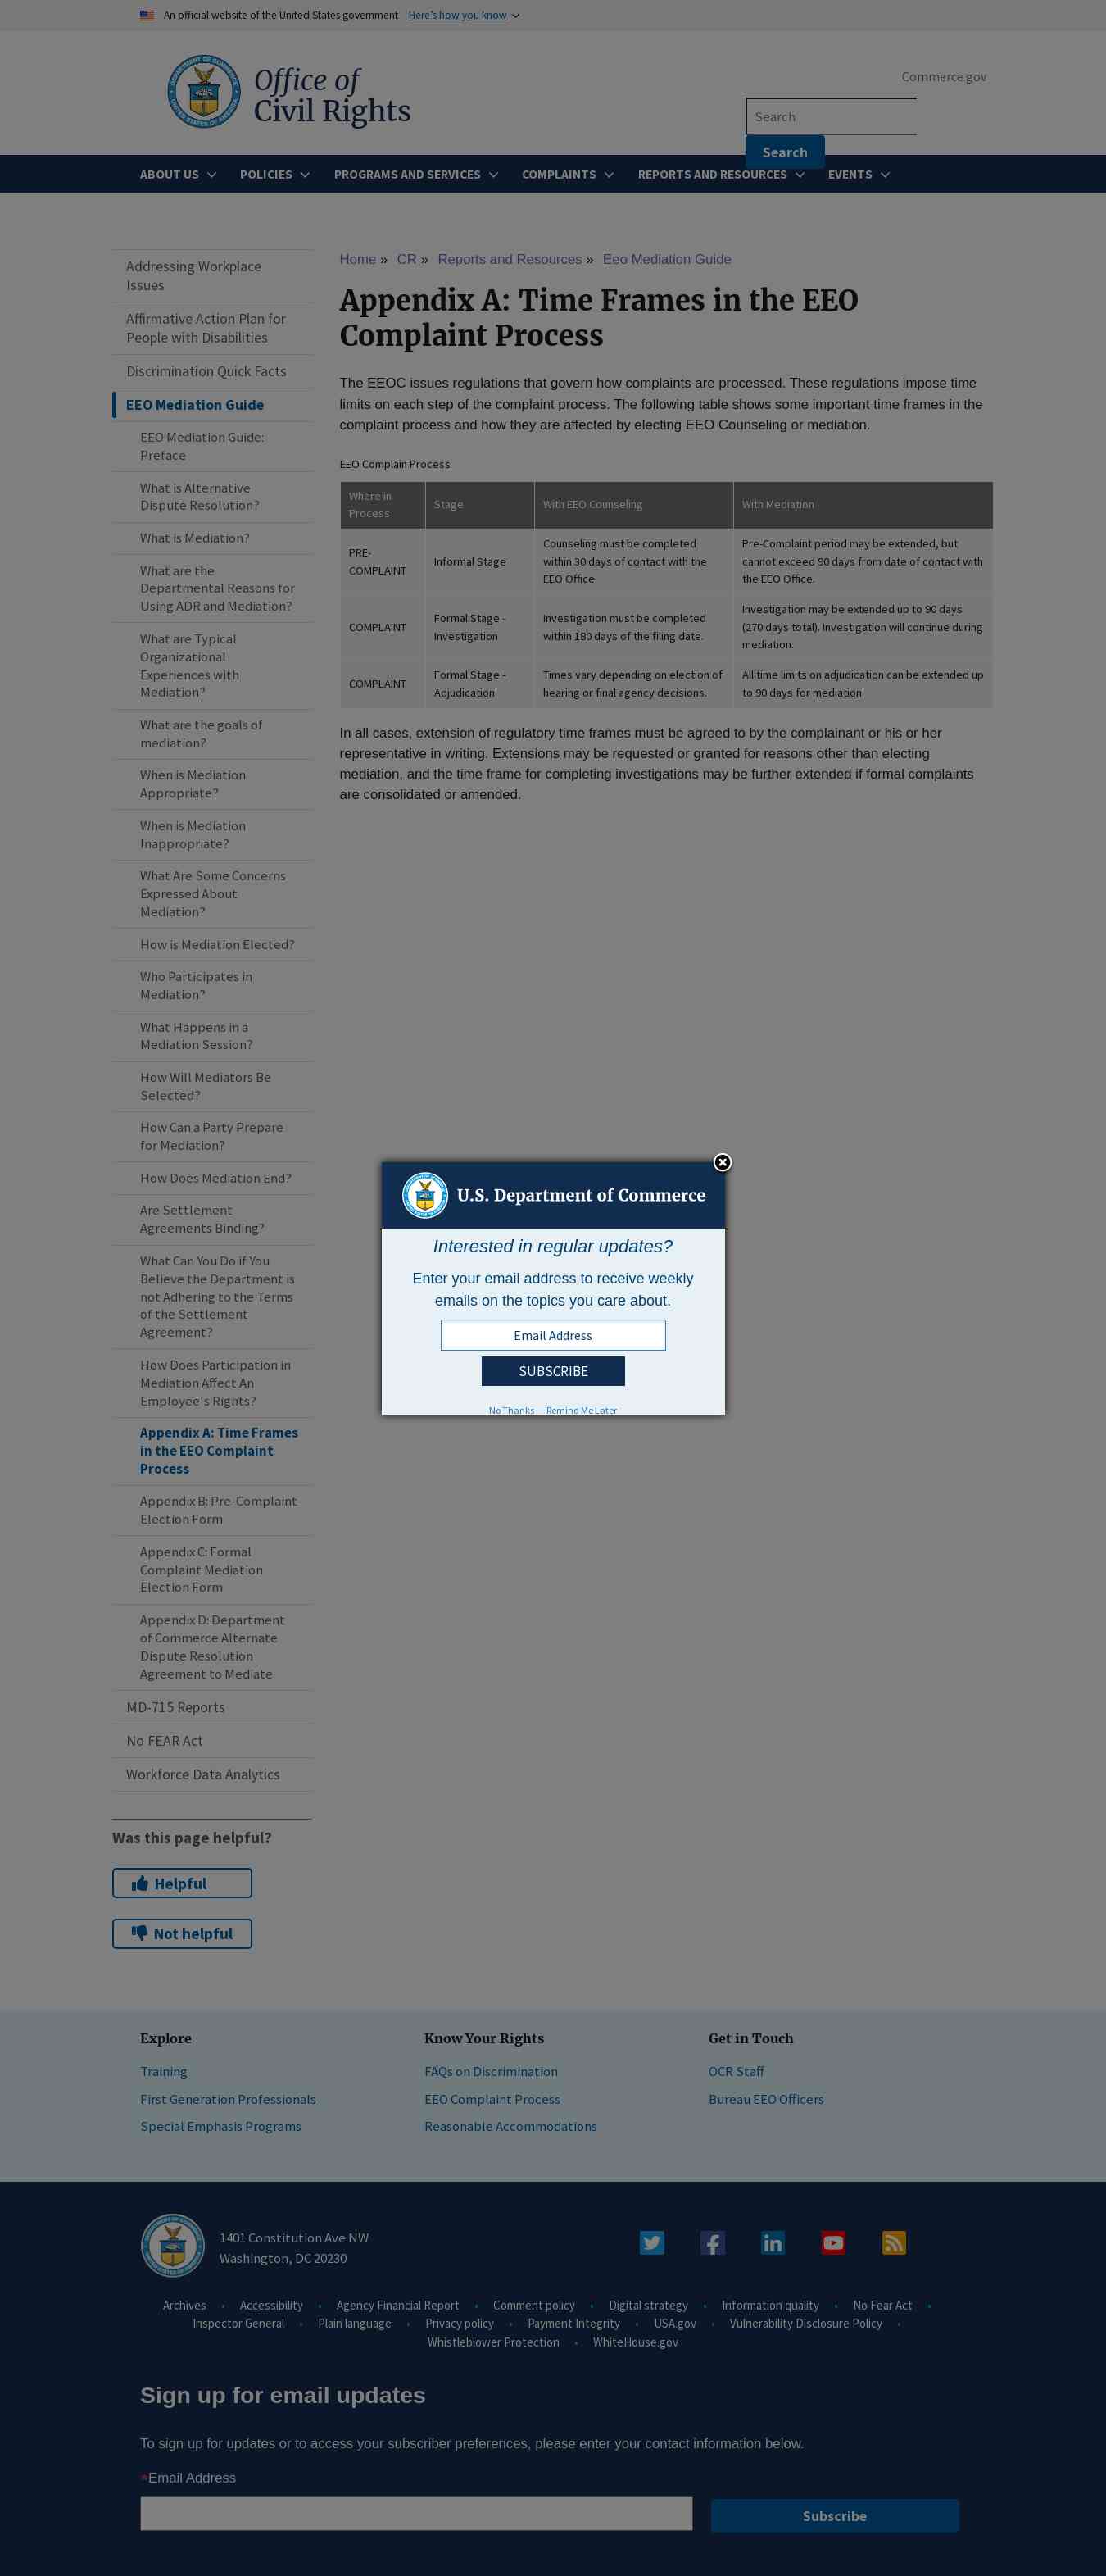 An official website of the United States government Here's how you know
Office of
Civil Rights
Commerce.gov
Search
Search
ABOUT US
POLICIES
PROGRAMS AND SERVICES
COMPLAINTS
REPORTS AND RESOURCES
EVENTS
Addressing Workplace
Issues
Affirmative Action Plan for
People with Disabilities
Discrimination Quick Facts
EEO Mediation Guide
EEO Mediation Guide:
Preface
What is Alternative
Dispute Resolution?
What is Mediation?
What are the
Departmental Reasons for
Using ADR and Mediation?
What are Typical
Organizational
Experiences with
Mediation?
What are the goals of
mediation?
When is Mediation
Appropriate?
When is Mediation
Inappropriate?
What Are Some Concerns
Expressed About
Mediation?
How is Mediation Elected?
Who Participates in
Mediation?
What Happens in a
Mediation Session?
How Will Mediators Be
Selected?
How Can a Party Prepare
for Mediation?
How Does Mediation End?
Are Settlement
Agreements Binding?
What Can You Do if You
Believe the Department is
not Adhering to the Terms
of the Settlement
Agreement?
How Does Participation in
Mediation Affect An
Employee's Rights?
Appendix A: Time Frames
in the EEO Complaint
Process
Appendix B: Pre-Complaint
Election Form
Appendix C: Formal
Complaint Mediation
Election Form
Appendix D: Department
of Commerce Alternate
Dispute Resolution
Agreement to Mediate
MD-715 Reports
No FEAR Act
Workforce Data Analytics
Was this page helpful?
Helpful
Not helpful
Home » CR » Reports and Resources » Eeo Mediation Guide
Appendix A: Time Frames in the EEO
Complaint Process
The EEOC issues regulations that govern how complaints are processed. These regulations impose time
limits on each step of the complaint process. The following table shows some important time frames in the
complaint process and how they are affected by electing EEO Counseling or mediation.
EEO Complain Process
Where in
Process
Stage
With EEO Counseling
With Mediation
PRE-
COMPLAINT
Informal Stage
Counseling must be completed
within 30 days of contact with the
EEO Office.
Pre-Complaint period may be extended, but
cannot exceed 90 days from date of contact with
the EEO Office.
COMPLAINT
Formal Stage -
Investigation
Investigation must be completed
within 180 days of the filing date.
Investigation may be extended up to 90 days
(270 days total). Investigation will continue during
mediation.
COMPLAINT
Formal Stage -
Adjudication
Times vary depending on election of
hearing or final agency decisions.
All time limits on adjudication can be extended up
to 90 days for mediation.
In all cases, extension of regulatory time frames must be agreed to by the complainant or his or her
representative in writing. Extensions may be requested or granted for reasons other than electing
mediation, and the time frame for completing investigations may be further extended if formal complaints
are consolidated or amended.
U.S. Department of Commerce
Interested in regular updates?
Enter your email address to receive weekly
emails on the topics you care about.
Email Address
SUBSCRIBE
No Thanks Remind Me Later
Explore
Training
First Generation Professionals
Special Emphasis Programs
Know Your Rights
FAQs on Discrimination
EEO Complaint Process
Reasonable Accommodations
Get in Touch
OCR Staff
Bureau EEO Officers
1401 Constitution Ave NW
Washington, DC 20230
Archives • Accessibility • Agency Financial Report • Comment policy • Digital strategy • Information quality • No Fear Act •
Inspector General • Plain language • Privacy policy • Payment Integrity • USA.gov • Vulnerability Disclosure Policy •
Whistleblower Protection • WhiteHouse.gov
Sign up for email updates
To sign up for updates or to access your subscriber preferences, please enter your contact information below.
*Email Address
Subscribe